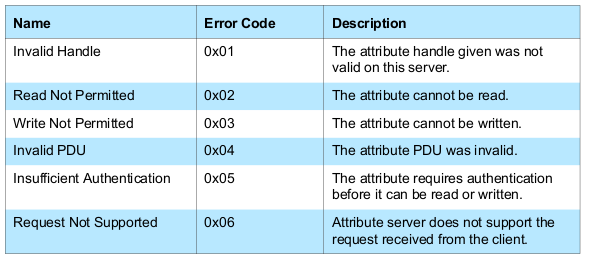 Name Error Code Description
Invalid Handle 0x01 The attribute handle given was not
valid on this server.
Read Not Permitted 0x02 The attribute cannot be read.
Write Not Permitted 0x03 The attribute cannot be written.
Invalid PDU 0x04 The attribute PDU was invalid.
Insufficient Authentication 0x05 The attribute requires authentication
before it can be read or written.
Request Not Supported 0x06 Attribute server does not support the
request received from the client.